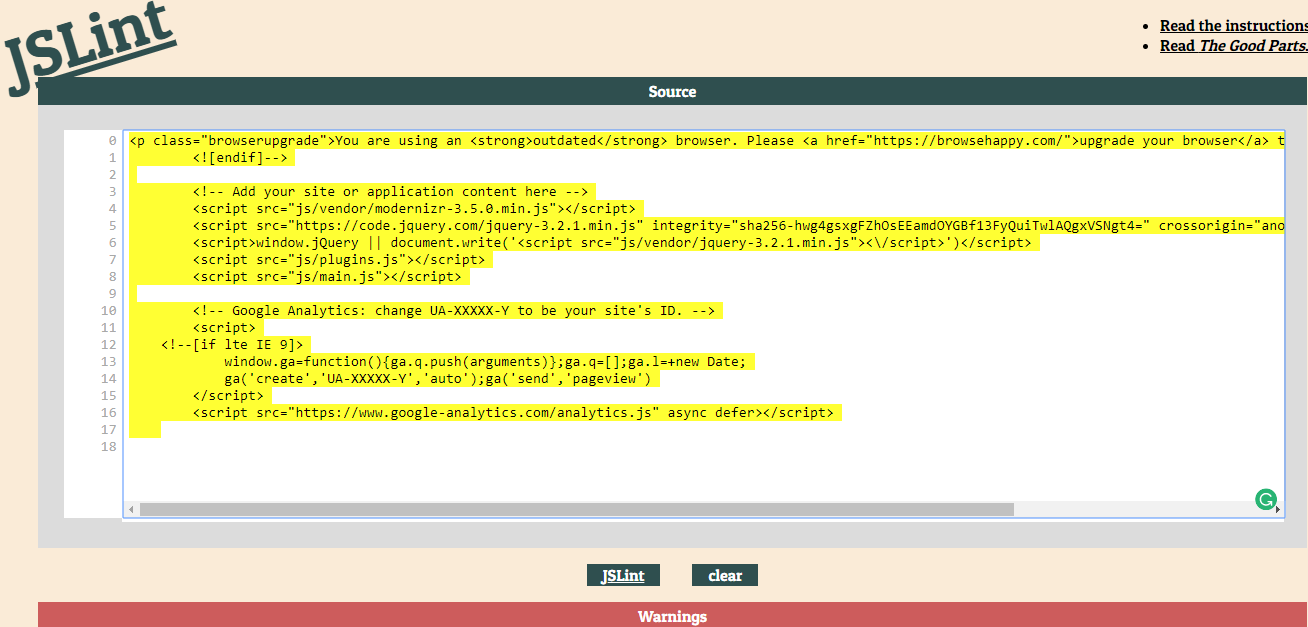 JSLint
Read the instructions
Read The Good Parts.
Source
0 <p class="browserupgrade">You are using an <strong>outdated</strong> browser. Please <a href="https://browsehappy.com/">upgrade your browser</a> t
1 <![endif]-->
2
3 <!-- Add your site or application content here -->
4 <script src="js/vendor/modernizr-3.5.0.min.js"></script>
5 <script src="https://code.jquery.com/jquery-3.2.1.min.js" integrity="sha256-hwg4gsxgFZhOsEEamdOYGBf13FyQuiTwlAQgxVSNgt4=" crossorigin="ano
6 <script>window.jQuery || document.write('<script src="js/vendor/jquery-3.2.1.min.js"><\/script>')</script>
7 <script src="js/plugins.js"></script>
8 <script src="js/main.js"></script>
9
10 <!-- Google Analytics: change UA-XXXXX-Y to be your site's ID. -->
11 <script>
12 <!--[if lte IE 9]>
13 window.ga=function(){ga.q.push(arguments)};ga.q=[];ga.l=+new Date;
14 ga('create','UA-XXXXX-Y','auto');ga('send','pageview')
15 </script>
16 <script src="https://www.google-analytics.com/analytics.js" async defer></script>
17
18
JSLint clear
Warnings